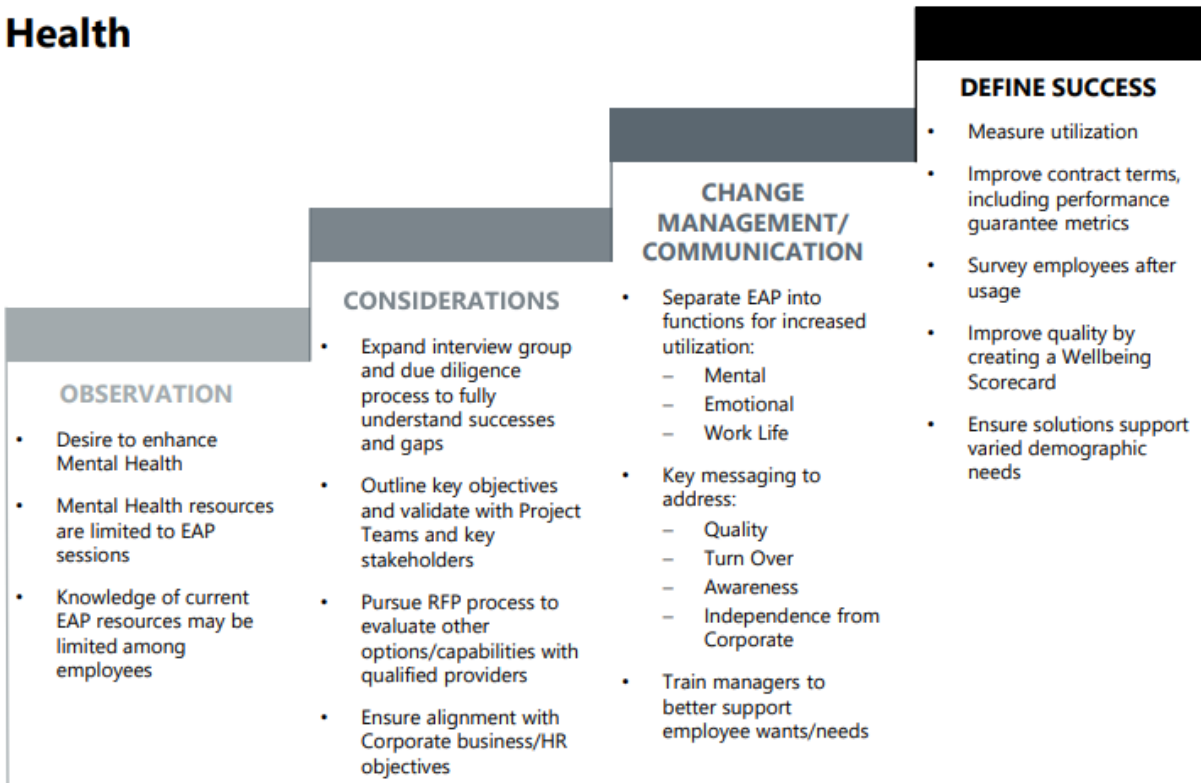 Health
OBSERVATION
• Desire to enhance
Mental Health
• Mental Health resources
are limited to EAP
sessions
• Knowledge of current
EAP resources may be
limited among
employees
CONSIDERATIONS
• Expand interview group
and due diligence
process to fully
understand successes
and gaps
• Outline key objectives
and validate with Project
Teams and key
stakeholders
• Pursue RFP process to
evaluate other
options/capabilities with
qualified providers
• Ensure alignment with
Corporate business/HR
objectives
CHANGE
MANAGEMENT/
COMMUNICATION
• Separate EAP into
functions for increased
utilization:
– Mental
– Emotional
– Work Life
• Key messaging to
address:
– Quality
– Turn Over
– Awareness
– Independence from
Corporate
• Train managers to
better support
employee wants/needs
DEFINE SUCCESS
• Measure utilization
• Improve contract terms,
including performance
guarantee metrics
• Survey employees after
usage
• Improve quality by
creating a Wellbeing
Scorecard
• Ensure solutions support
varied demographic
needs